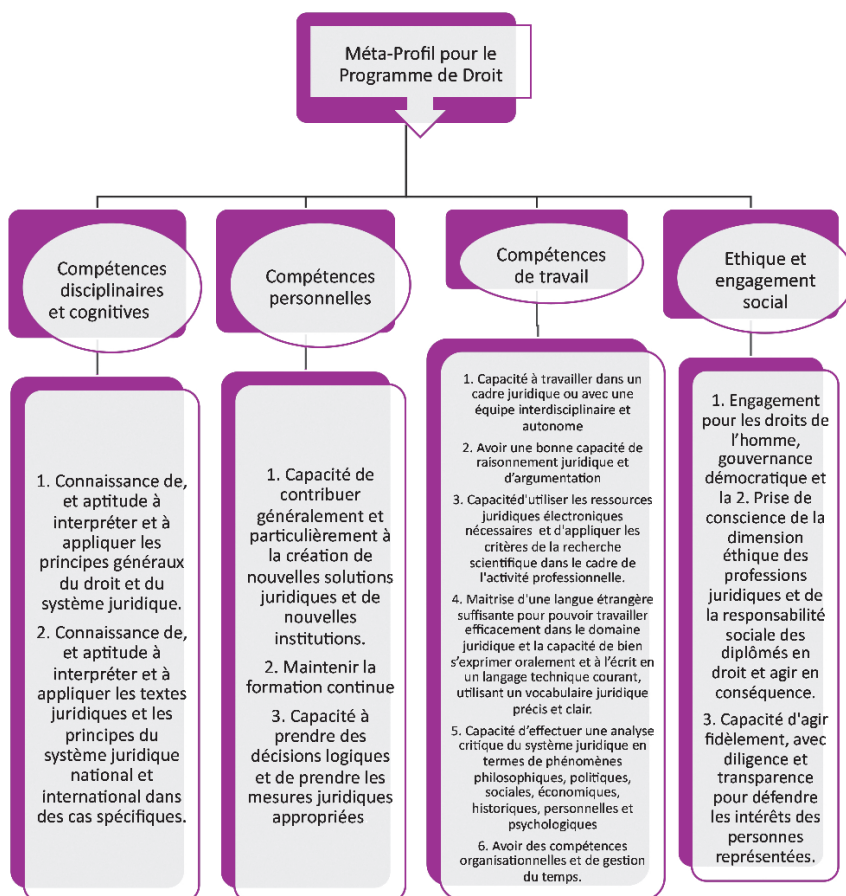 Méta-Profil pour le
Programme de Droit
Compétences
disciplinaires
et cognitives
1. Connaissance de,
et aptitude à
interpréter et à
appliquer les
principes généraux
du droit et du
système juridique.
2. Connaissance de,
et aptitude à
interpréter et à
appliquer les textes
juridiques et les
principes du
système juridique
national et
international dans
des cas spécifiques.
Compétences
personnelles
1. Capacité de
contribuer
généralement et
particulièrement à
la création de
nouvelles solutions
juridiques et de
nouvelles
institutions.
2. Maintenir la
formation continue
3. Capacité à
prendre des
décisions logiques
et de prendre les
mesures juridiques
appropriées
Compétences
de travail
1. Capacité à travailler dans un
cadre juridique ou avec une
équipe interdisciplinaire et
autonome
2. Avoir une bonne capacité de
raisonnement juridique et
d’argumentation
3. Capacitéd'utiliser les ressources
juridiques électroniques
nécessaires et d'appliquer les
critères de la recherche
scientifique dans le cadre de
l'activité professionnelle.
4. Maitrise d'une langue étrangère
suffisante pour pouvoir travailler
efficacement dans le domaine
juridique et la capacité de bien
s’exprimer oralement et à l’écrit en
un langage technique courant,
utilisant un vocabulaire juridique
précis et clair.
5. Capacité d’effectuer une analyse
critique du système juridique en
termes de phénomènes
philosophiques, politiques,
sociales, économiques,
historiques, personnelles et
psychologiques
6. Avoir des compétences
organisationnelles et de gestion
du temps.
Ethique et
engagement
social
1. Engagement
pour les droits de
l’homme,
gouvernance
démocratique et
la 2. Prise de
conscience de la
dimension
éthique des
professions
juridiques et de
la responsabilité
sociale des
diplômés en
droit et agir en
conséquence.
3. Capacité d'agir
fidèlement, avec
diligence et
transparence
pour défendre
les intérêts des
personnes
représentées.